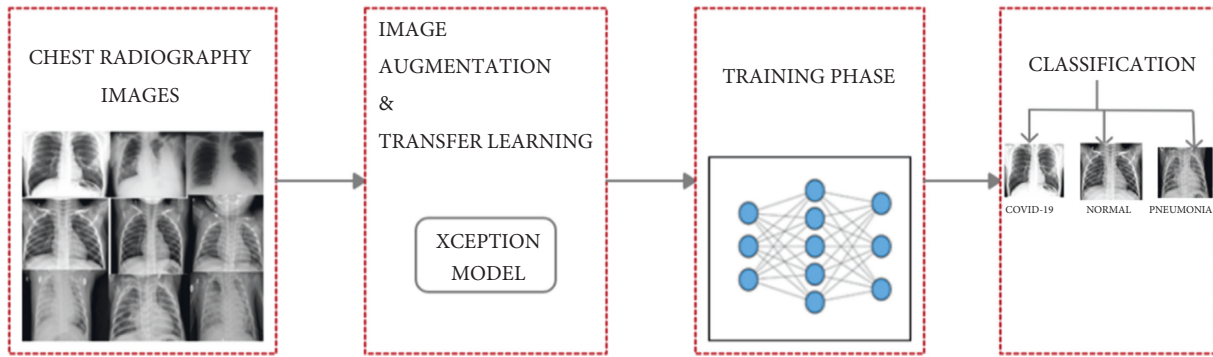 CHEST RADIOGRAPHY
IMAGES
IMAGE
AUGMENTATION
&
TRANSFER LEARNING
XCEPTION
MODEL
TRAINING PHASE
CLASSIFICATION
COVID-19
NORMAL
PNEUMONIA